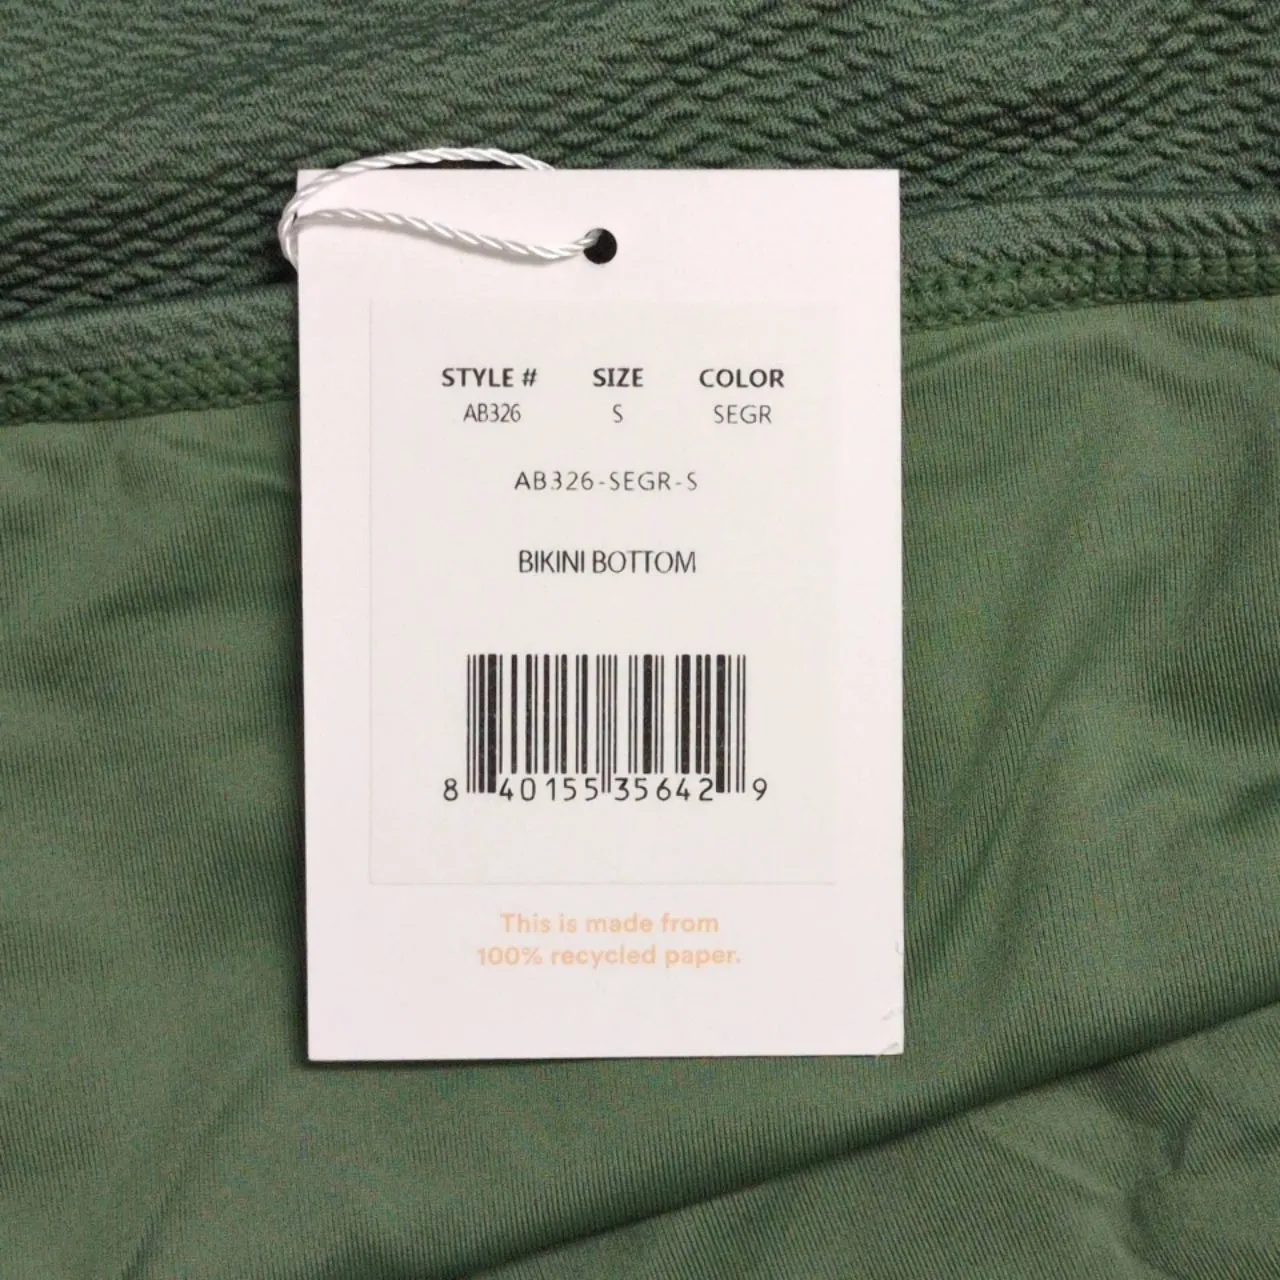 STYLE # SIZE COLOR
AB326 S SEGR
AB326-SEGR-S
BIKINI BOTTOM
8 40155 35642 9
This is made from
100% recycled paper.